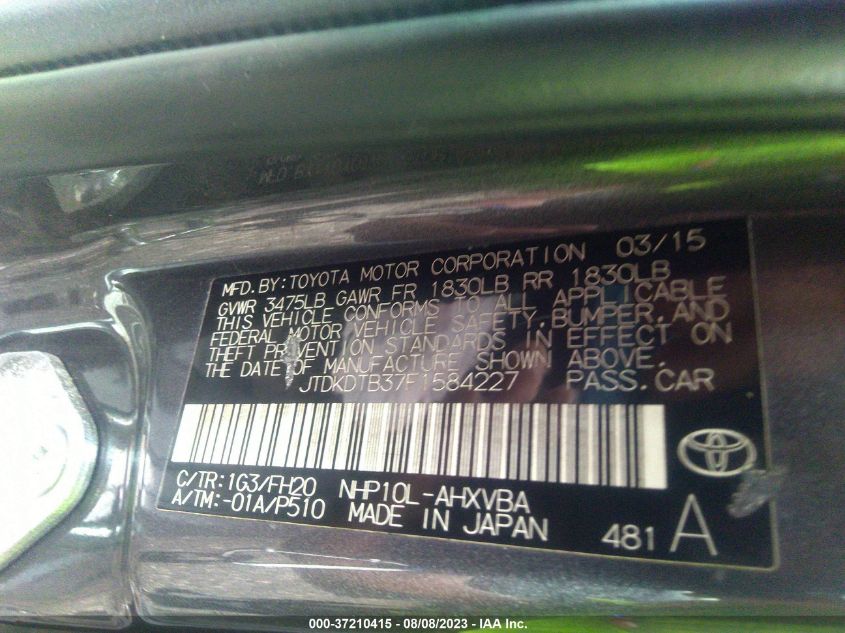 MFD.BY:TOYOTA MOTOR CORPORATION 03/15
GVWR 3475LB GAWR FR 1830LB RR 1830LB
THIS VEHICLE CONFORMS TO ALL APPLICABLE
FEDERAL MOTOR VEHICLE SAFETY,BUMPER,AND
THEFT PREVENTION STANDARDS IN EFFECT ON
THE DATE OF MANUFACTURE SHOWN ABOVE.
JTDKDTB37F1584227 PASS.CAR
C/TR:1G3/FH20 NHP10L-AHXVBA
A/TM:-01A/P510 MADE IN JAPAN 481 A
000-37210415 - 08/08/2023 - IAA Inc.